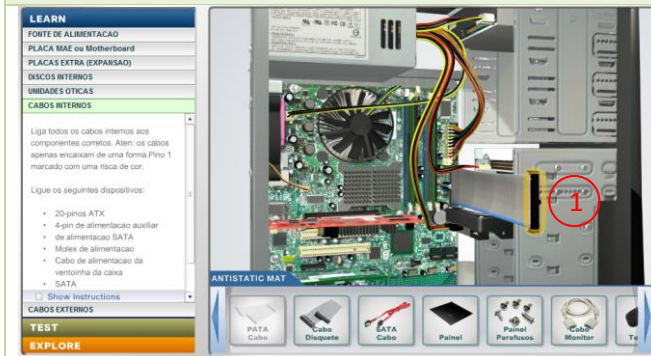 LEARN
FONTE DE ALIMENTACAO
PLACA MAE ou Motherboard
PLACAS EXTRA (EXPANSAO)
DISCOS INTERNOS
UNIDADES OTICAS
CABOS INTERNOS
Liga todos os cabos internos aos
componentes corretos. Aten: os cabos
apenas encaixam de uma forma.Pino 1
marcado com uma risca de cor.
Ligue os seguintes dispositivos:
• 20-pinos ATX
• 4-pin de alimentacao auxiliar
• de alimentacao SATA
• Molex de alimentacao
• Cabo de alimentacao da
ventoinha da caixa
• SATA
Show Instructions
CABOS EXTERNOS
TEST
EXPLORE
1
ANTISTATIC MAT
PATA
Cabo
Cabo
Disquete
SATA
Cabo
Painel
Painel
Parafusos
Cabo
Monitor